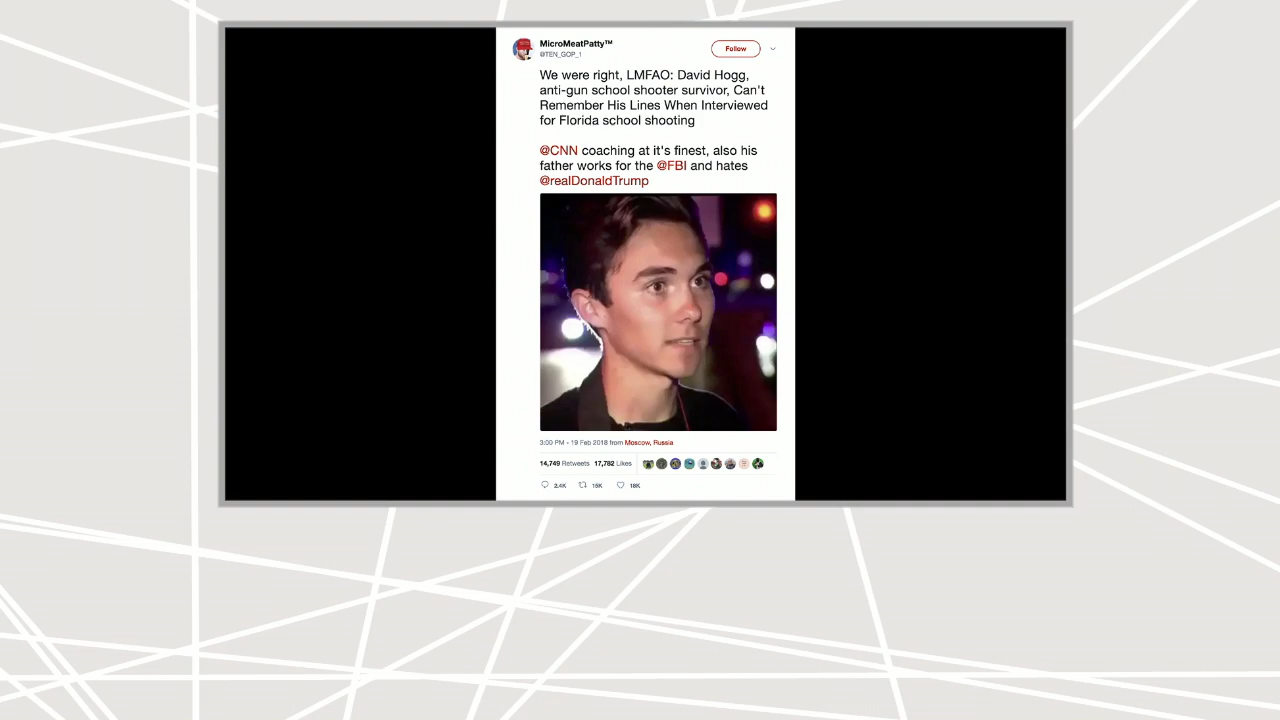 MicroMeatPatty™
@TEN_GOP_1
Follow
We were right, LMFAO: David Hogg,
anti-gun school shooter survivor, Can't
Remember His Lines When Interviewed
for Florida school shooting
@CNN coaching at it's finest, also his
father works for the @FBI and hates
@realDonaldTrump
3:00 PM - 19 Feb 2018 from Moscow, Russia
14,749 Retweets 17,782 Likes
2.4K 15K 18K